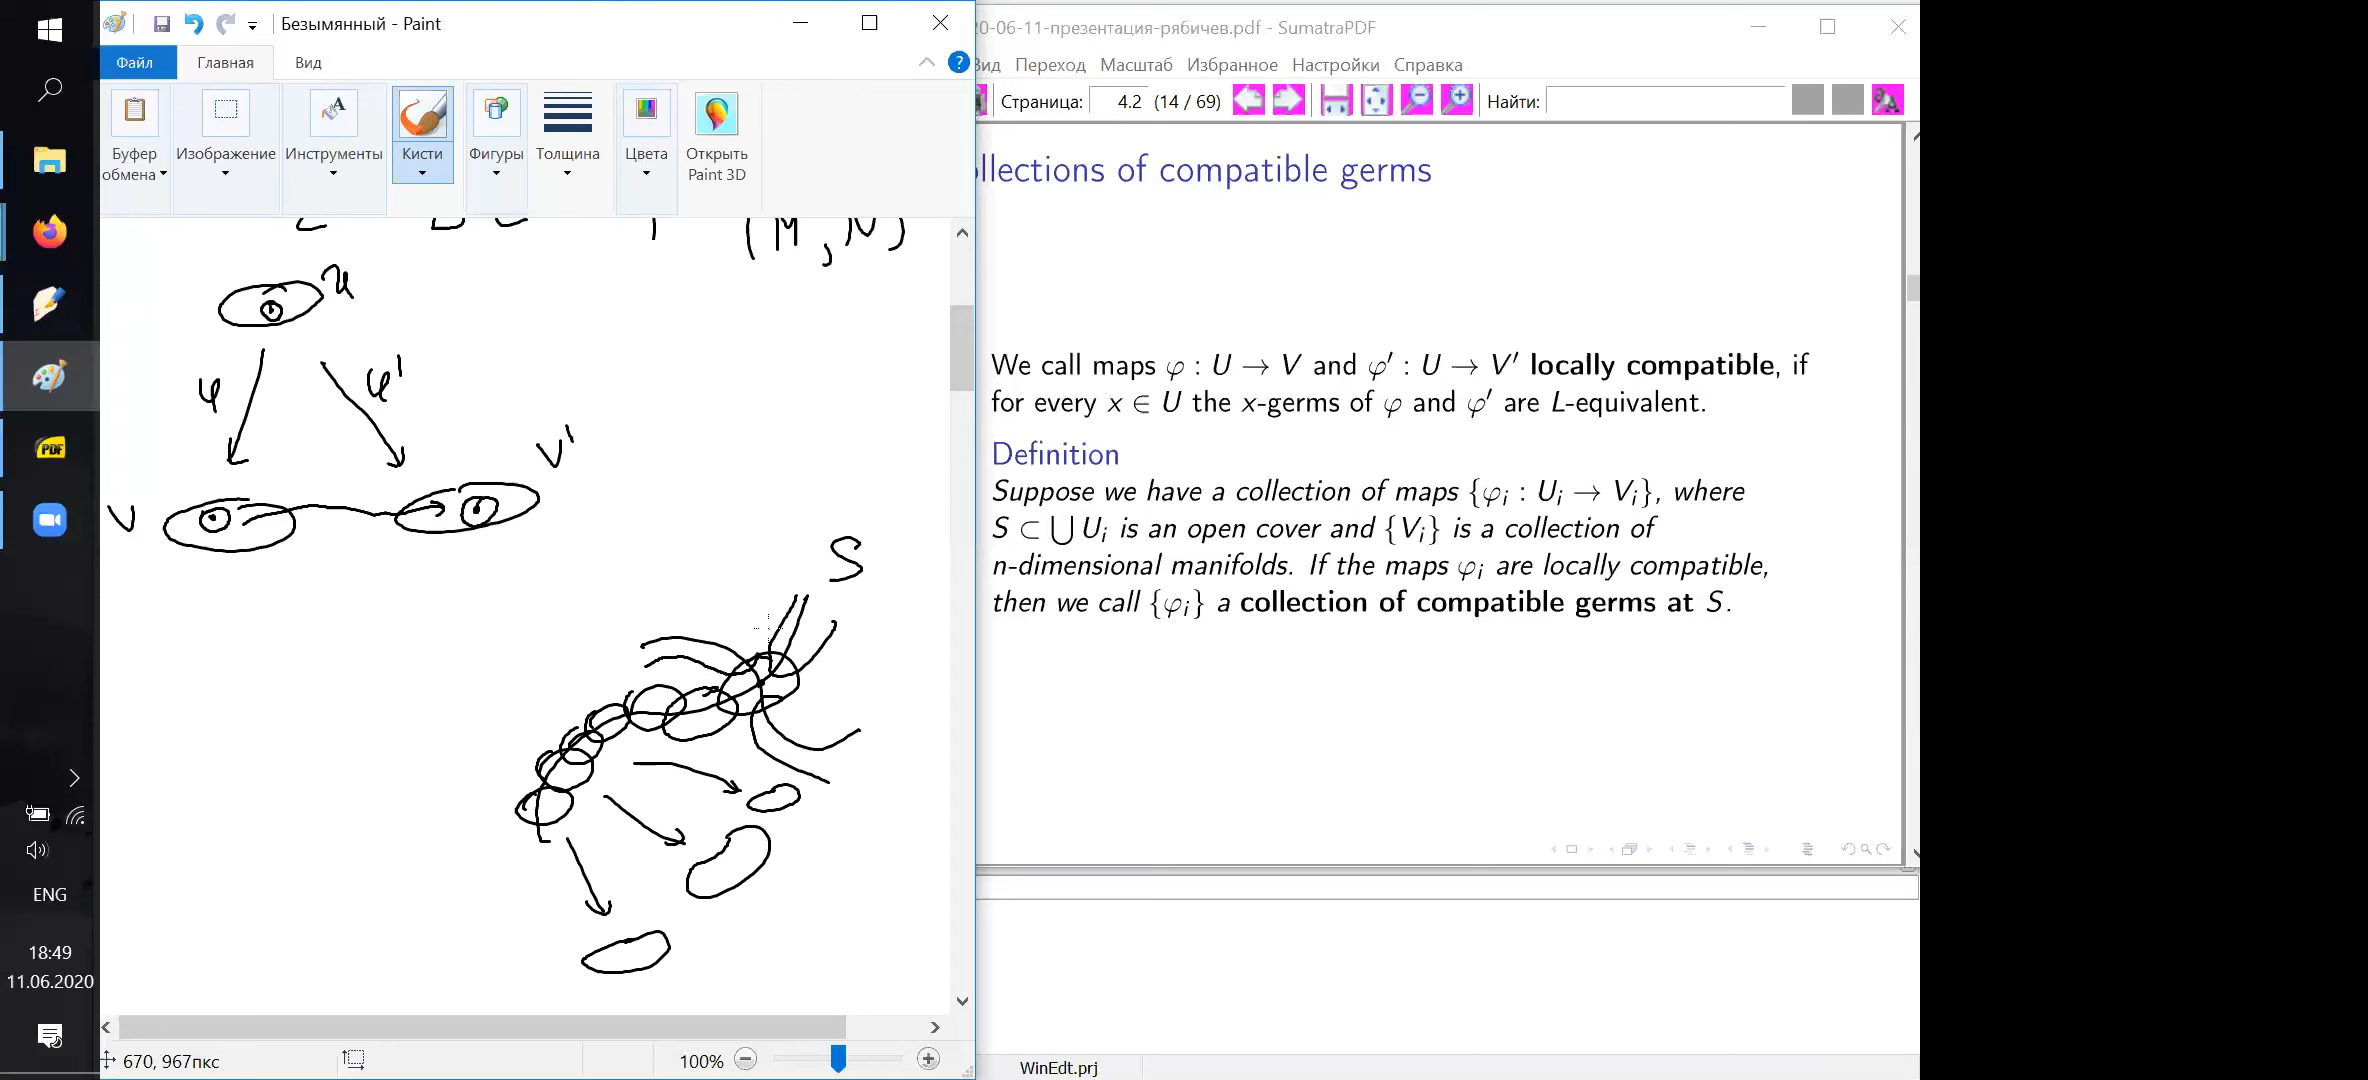 Безымянный - Paint
Файл
Главная
Вид
Буфер
обмена
Изображение
Инструменты
Кисти
Фигуры
Толщина
Цвета
Открыть
Paint 3D
(M, N)
U
φ
φ'
V
V'
S
ENG
18:49
11.06.2020
670, 967пкс
100%
0-06-11-презентация-рябичев.pdf - SumatraPDF
Вид
Переход
Масштаб
Избранное
Настройки
Справка
Страница:
4.2
(14 / 69)
Найти:
ollections of compatible germs
We call maps φ : U → V and φ′ : U → V′ locally compatible, if
for every x ∈ U the x-germs of φ and φ′ are L-equivalent.
Definition
Suppose we have a collection of maps {φᵢ : Uᵢ → Vᵢ}, where
S ⊂ ⋃ Uᵢ is an open cover and {Vᵢ} is a collection of
n-dimensional manifolds. If the maps φᵢ are locally compatible,
then we call {φᵢ} a collection of compatible germs at S.
WinEdt.prj